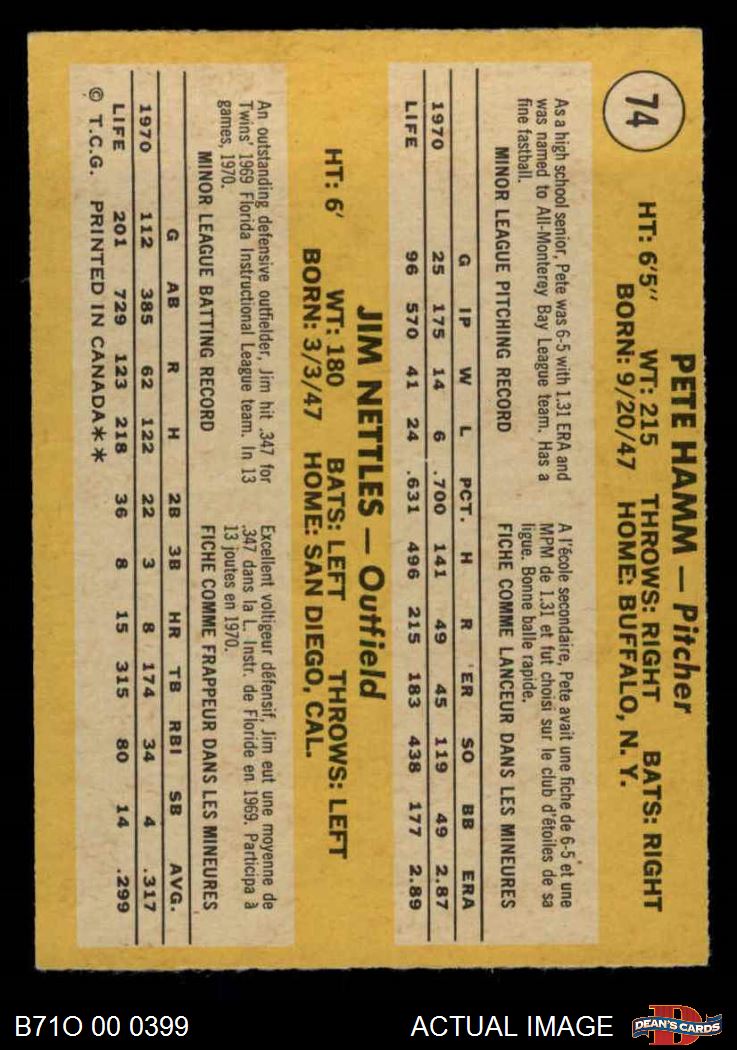 74
PETE HAMM — Pitcher
HT: 6'5" WT: 215 THROWS: RIGHT BATS: RIGHT
BORN: 9/20/47 HOME: BUFFALO, N. Y.
As a high school senior, Pete was 6-5 with 1.31 ERA and
was named to All-Monterey Bay League team. Has a
fine fastball.
MINOR LEAGUE PITCHING RECORD
A l'école secondaire, Pete avait une fiche de 6-5 et une
MPM de 1.31 et fut choisi sur le club d'étoiles de sa
ligue. Bonne balle rapide.
FICHE COMME LANCEUR DANS LES MINEURES
G IP W L PCT. H R ER SO BB ERA
1970 25 175 14 6 .700 141 49 45 119 49 2.87
LIFE 96 570 41 24 .631 496 215 183 438 177 2.89
JIM NETTLES — Outfield
HT: 6' WT: 180 BATS: LEFT THROWS: LEFT
BORN: 3/3/47 HOME: SAN DIEGO, CAL.
An outstanding defensive outfielder, Jim hit .347 for
Twins' 1969 Florida Instructional League team. In 13
games, 1970.
MINOR LEAGUE BATTING RECORD
Excellent voltigeur défensif, Jim eut une moyenne de
.347 dans la L. Instr. de Floride en 1969. Participa à
13 joutes en 1970.
FICHE COMME FRAPPEUR DANS LES MINEURES
G AB R H 2B 3B HR TB RBI SB AVG.
1970 112 385 62 122 22 3 8 174 34 4 .317
LIFE 201 729 123 218 36 8 15 315 80 14 .299
© T.C.G. PRINTED IN CANADA**
B71O 00 0399 ACTUAL IMAGE
DEAN'S CARDS